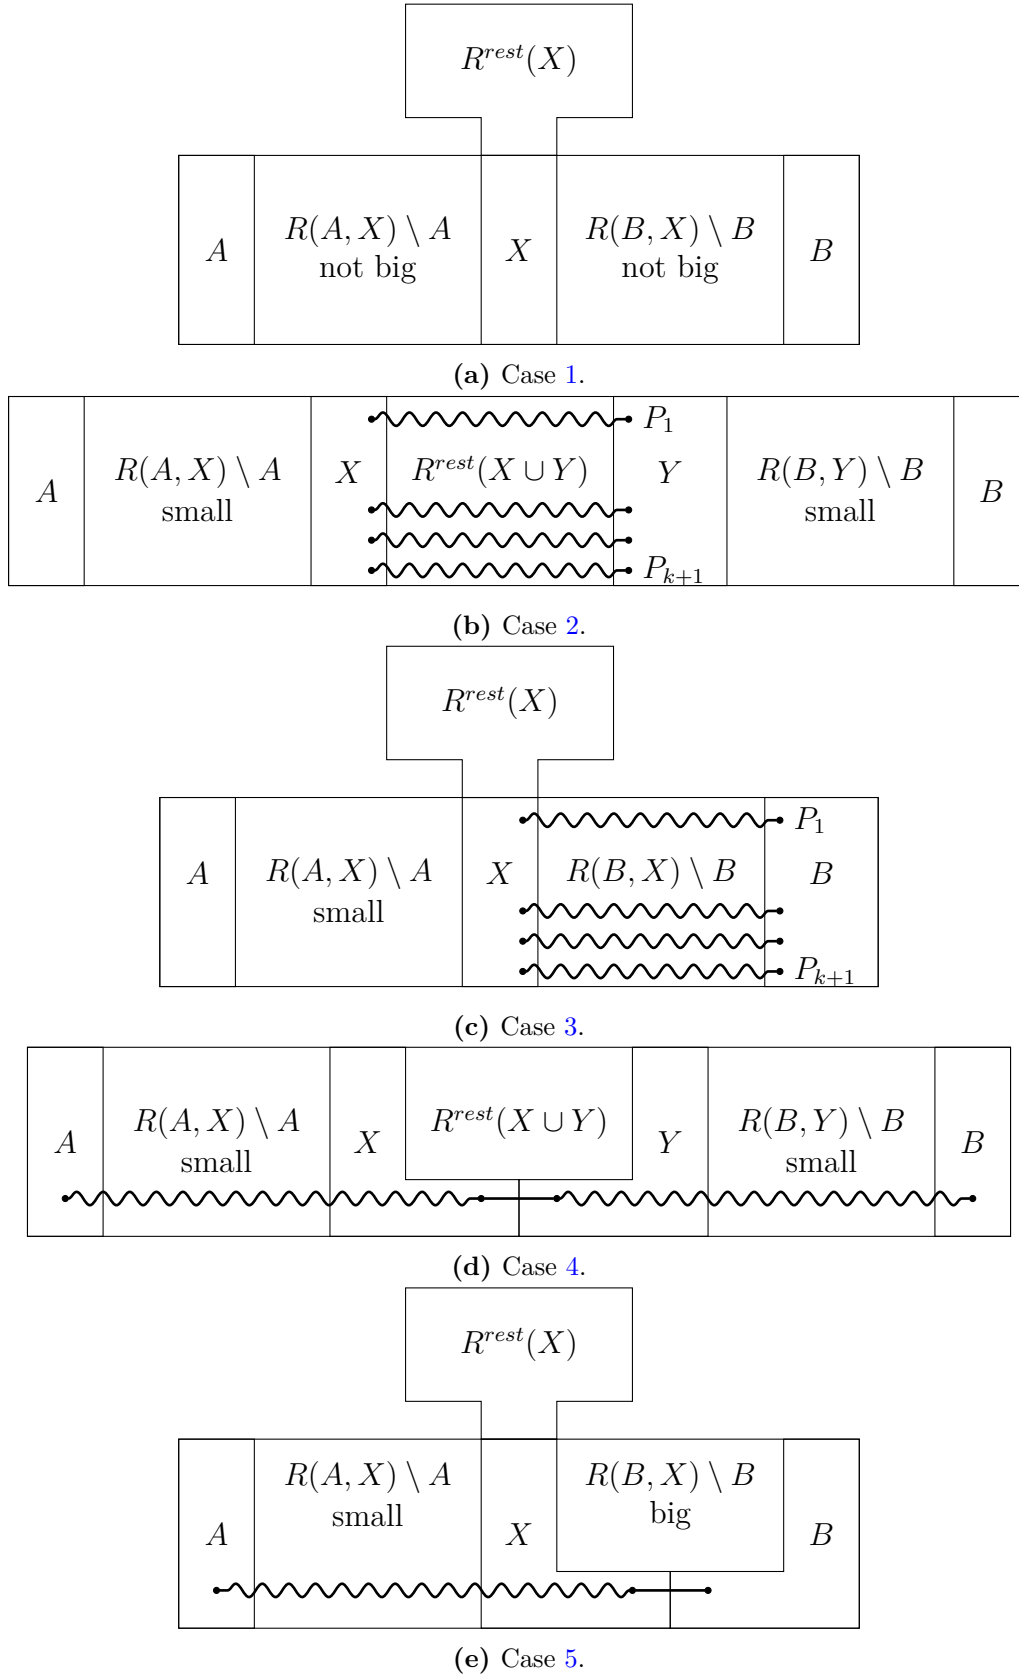 R^{rest}(X)
A
R(A, X) \ A
not big
X
R(B, X) \ B
not big
B
(a) Case 1.
A
R(A, X) \ A
small
X
P_1
R^{rest}(X ∪ Y)
P_{k+1}
Y
R(B, Y) \ B
small
B
(b) Case 2.
R^{rest}(X)
A
R(A, X) \ A
small
X
R(B, X) \ B
P_1
B
P_{k+1}
(c) Case 3.
A
R(A, X) \ A
small
X
R^{rest}(X ∪ Y)
Y
R(B, Y) \ B
small
B
(d) Case 4.
R^{rest}(X)
A
R(A, X) \ A
small
X
R(B, X) \ B
big
B
(e) Case 5.